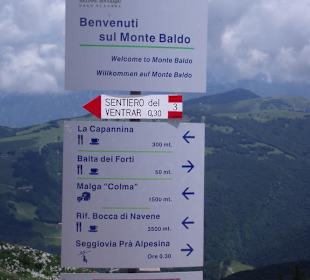 Benvenuti
sul Monte Baldo
Welcome to Monte Baldo
Willkommen auf Monte Baldo
SENTIERO del
VENTRAR 0,30
3
La Capannina
300 mt.
Baita dei Forti
50 mt.
Malga "Colma"
1500 mt.
Rif. Bocca di Navene
3500 mt.
Seggiovia Prà Alpesina
Ore 0.30